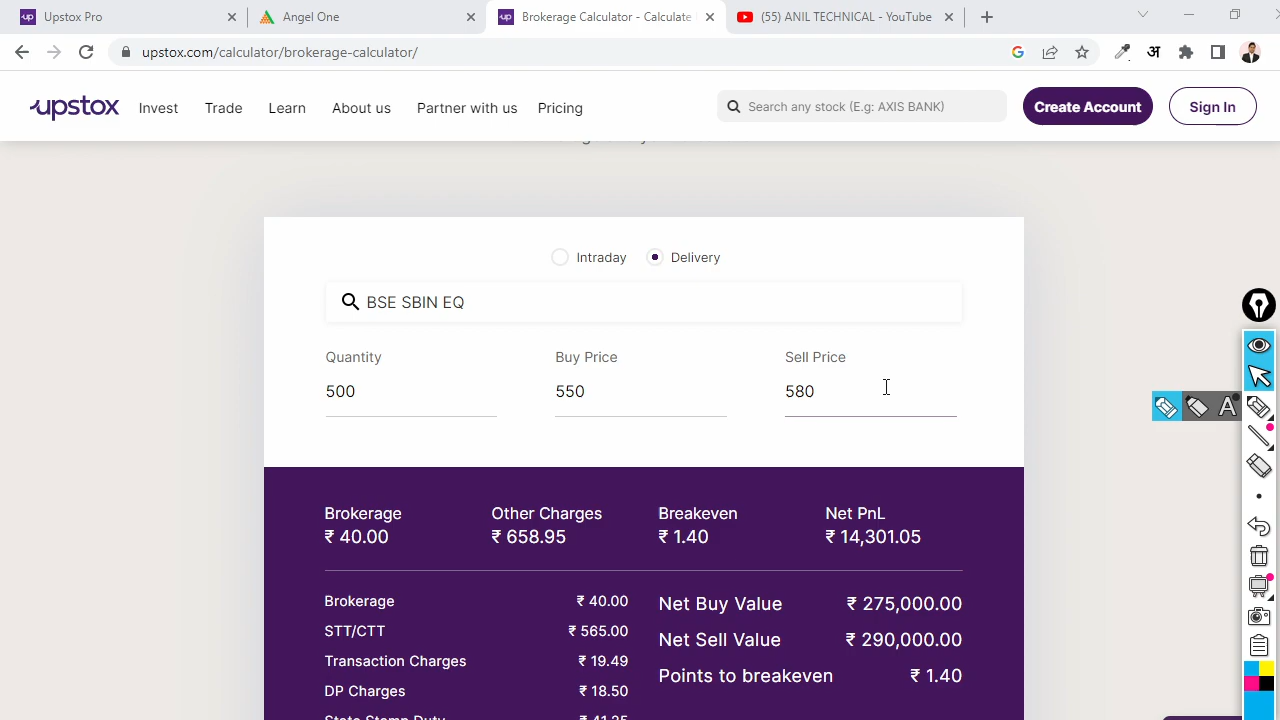 Upstox Pro
Angel One
Brokerage Calculator - Calculate
(55) ANIL TECHNICAL - YouTube
upstox.com/calculator/brokerage-calculator/
अ
upstox
Invest
Trade
Learn
About us
Partner with us
Pricing
Search any stock (E.g: AXIS BANK)
Create Account
Sign In
Intraday
Delivery
BSE SBIN EQ
Quantity Buy Price Sell Price
500 550 580
Brokerage Other Charges Breakeven Net PnL
₹ 40.00 ₹ 658.95 ₹ 1.40 ₹ 14,301.05
Brokerage ₹ 40.00
STT/CTT ₹ 565.00
Transaction Charges ₹ 19.49
DP Charges ₹ 18.50
State Stamp Duty ₹ 41.25
Net Buy Value ₹ 275,000.00
Net Sell Value ₹ 290,000.00
Points to breakeven ₹ 1.40
A